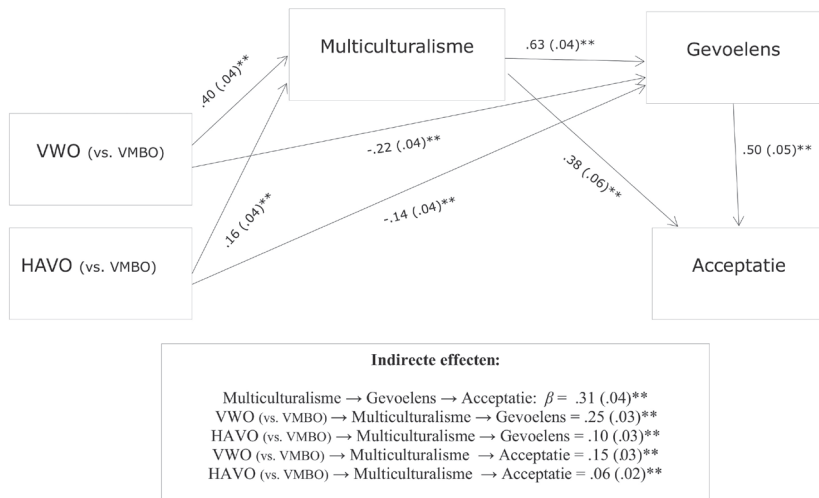 Multiculturalisme
.63 (.04)**
Gevoelens
.40 (.04)**
VWO (vs. VMBO)
-.22 (.04)**
.38 (.06)**
.50 (.05)**
.16 (.04)**
-.14 (.04)**
HAVO (vs. VMBO)
Acceptatie
Indirecte effecten:
Multiculturalisme → Gevoelens → Acceptatie: β = .31 (.04)**
VWO (vs. VMBO) → Multiculturalisme → Gevoelens = .25 (.03)**
HAVO (vs. VMBO) → Multiculturalisme → Gevoelens = .10 (.03)**
VWO (vs. VMBO) → Multiculturalisme → Acceptatie = .15 (.03)**
HAVO (vs. VMBO) → Multiculturalisme → Acceptatie = .06 (.02)**